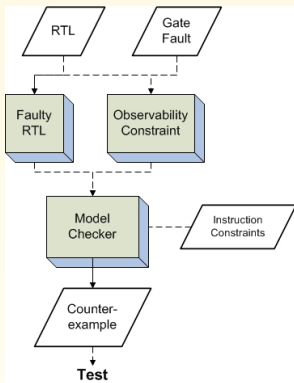 RTL
Gate
Fault
Faulty
RTL
Observability
Constraint
Model
Checker
Instruction
Constraints
Counter-
example
Test